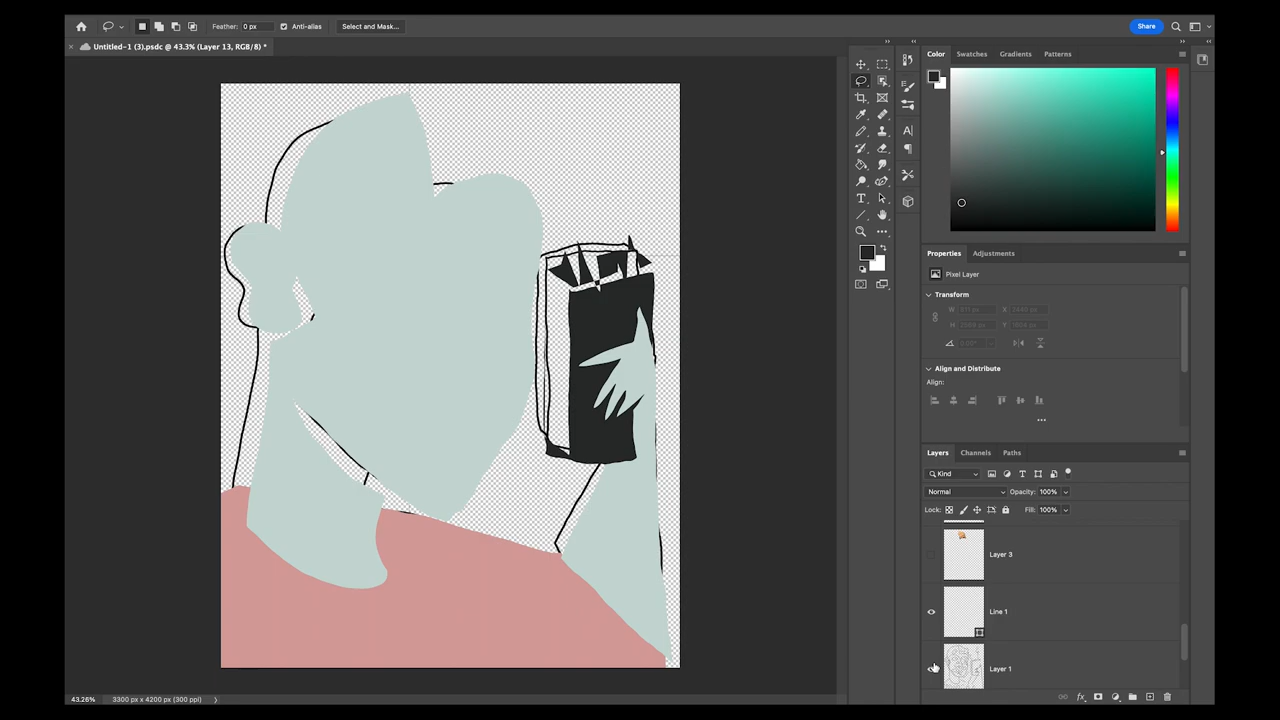 Feather: 0 px Anti-alias Select and Mask... Share
Untitled-1 (3).psdc @ 43.3% (Layer 13, RGB/8) *
Color Swatches Gradients Patterns
Properties Adjustments
Pixel Layer
Transform
Align and Distribute
Align:
Layers Channels Paths
Kind
Normal Opacity: 100%
Lock: Fill: 100%
Layer 3
Line 1
Layer 1
43.26% 3300 px x 4200 px (300 ppi)